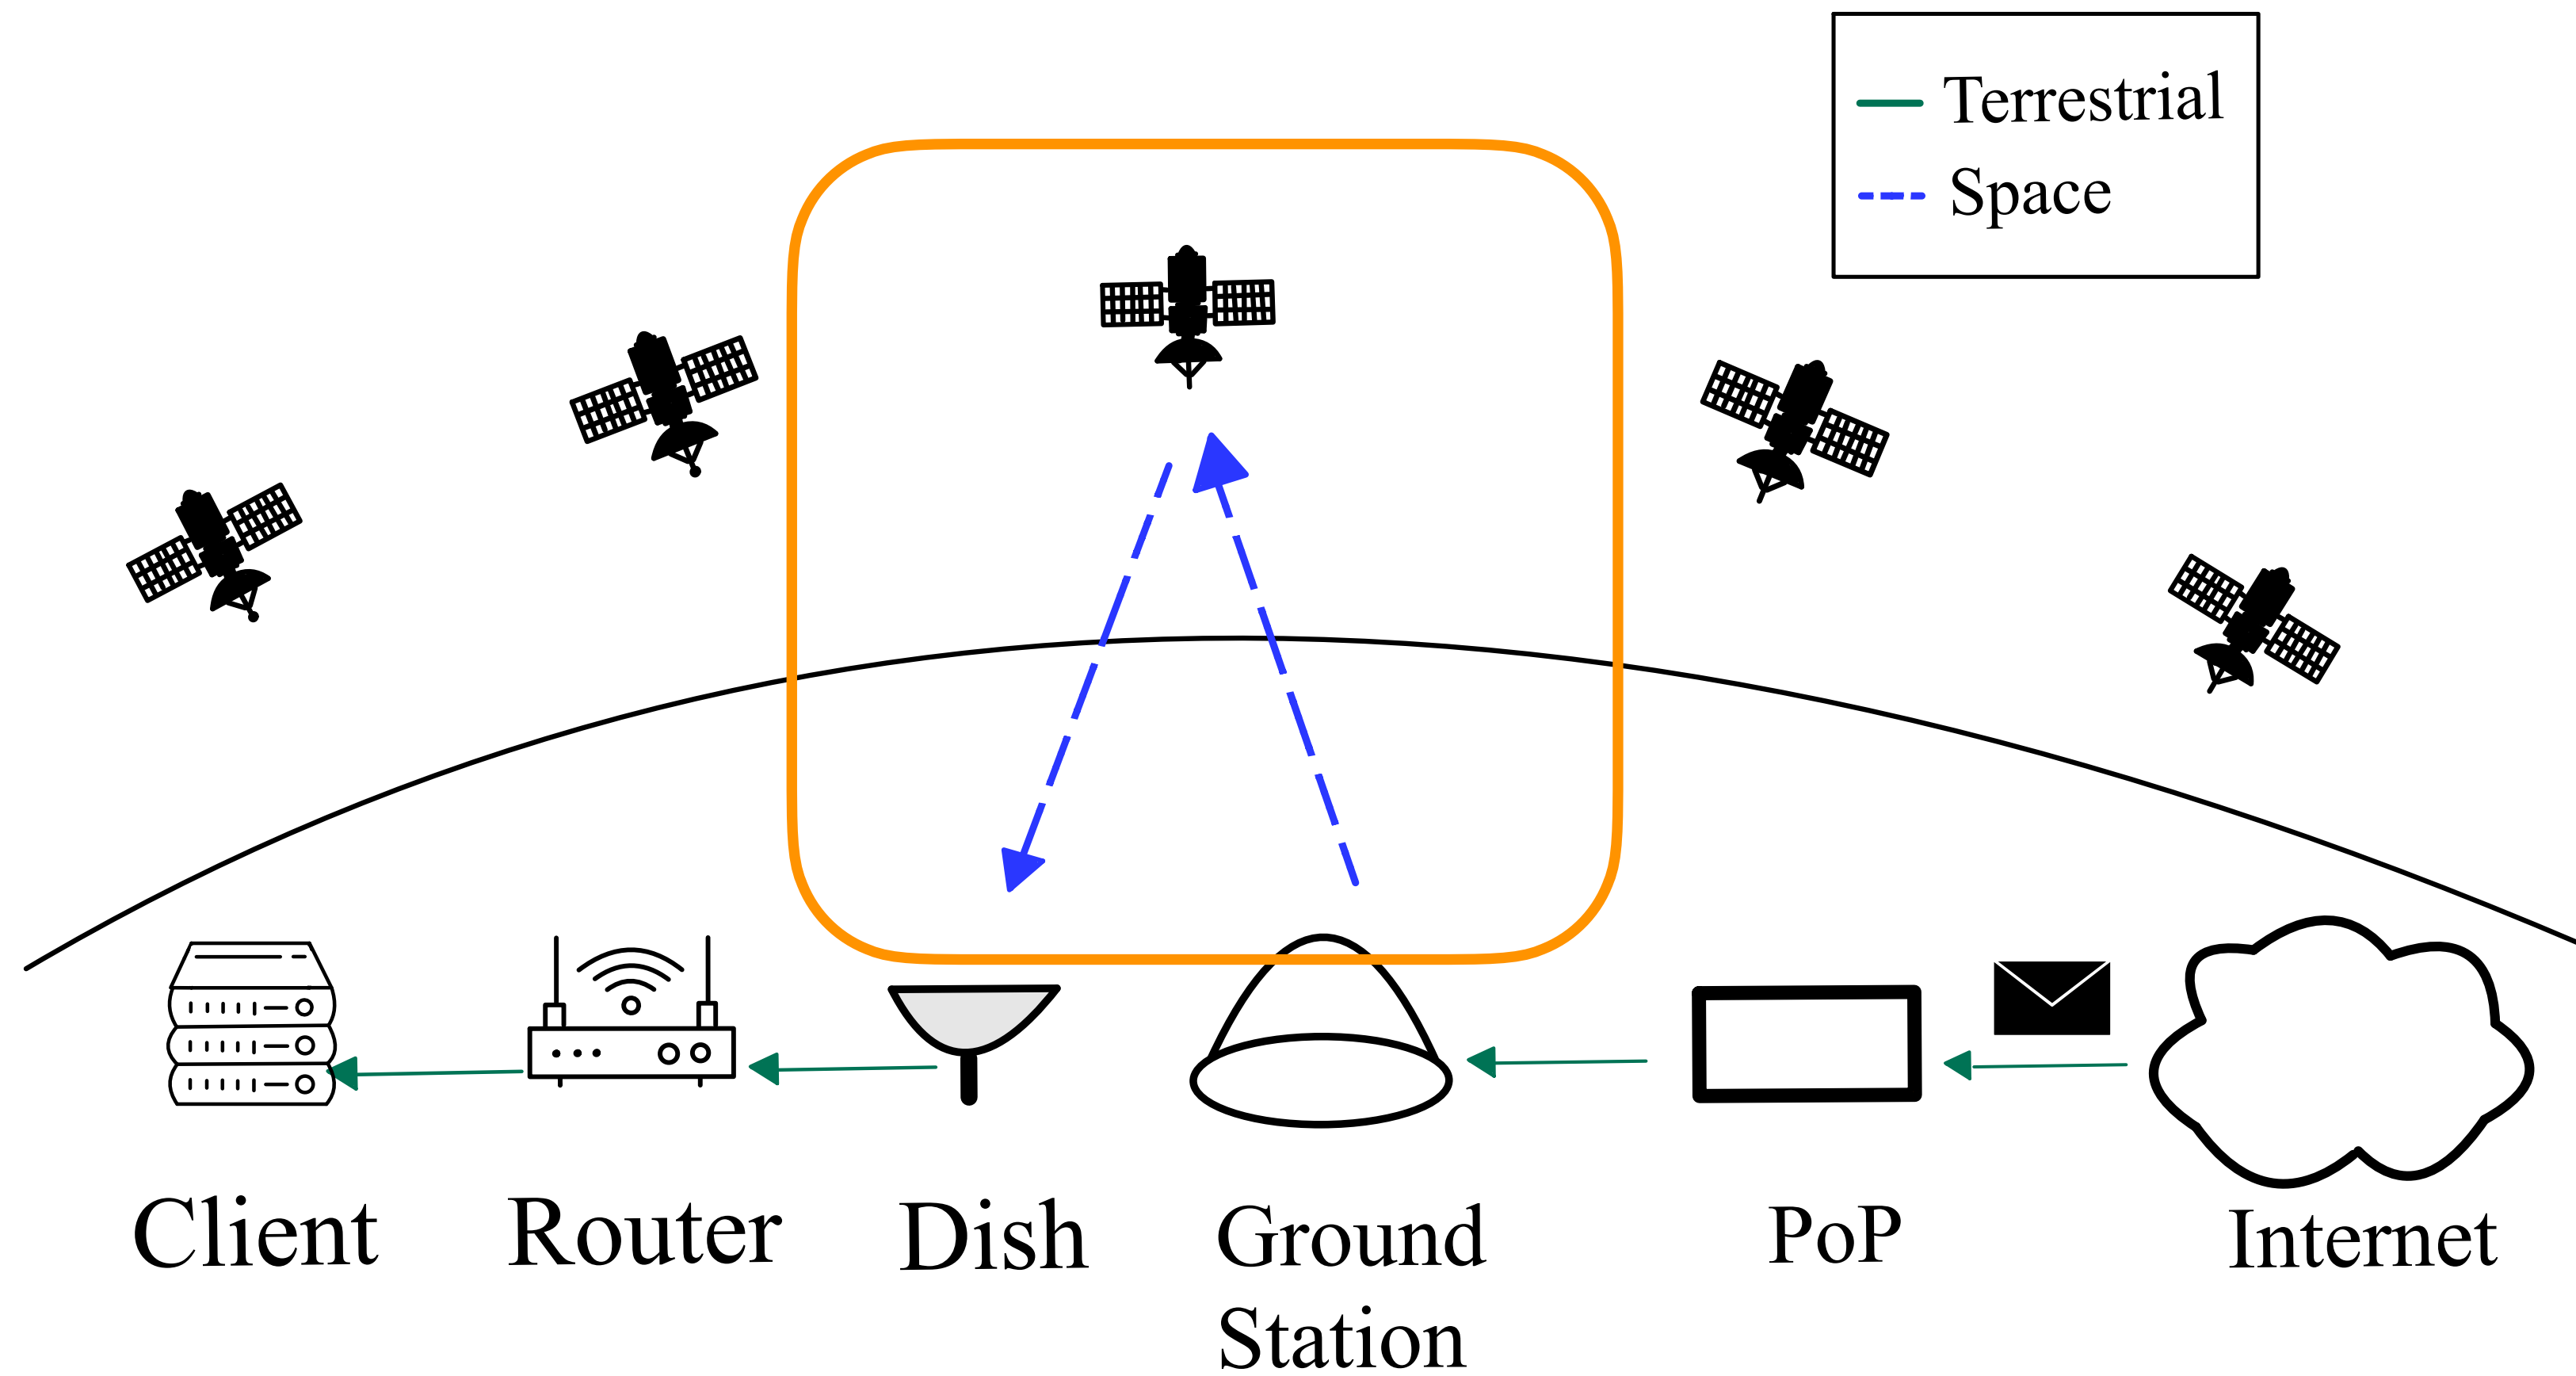 Terrestrial
Space
Client
Router
Dish
Ground
Station
PoP
Internet